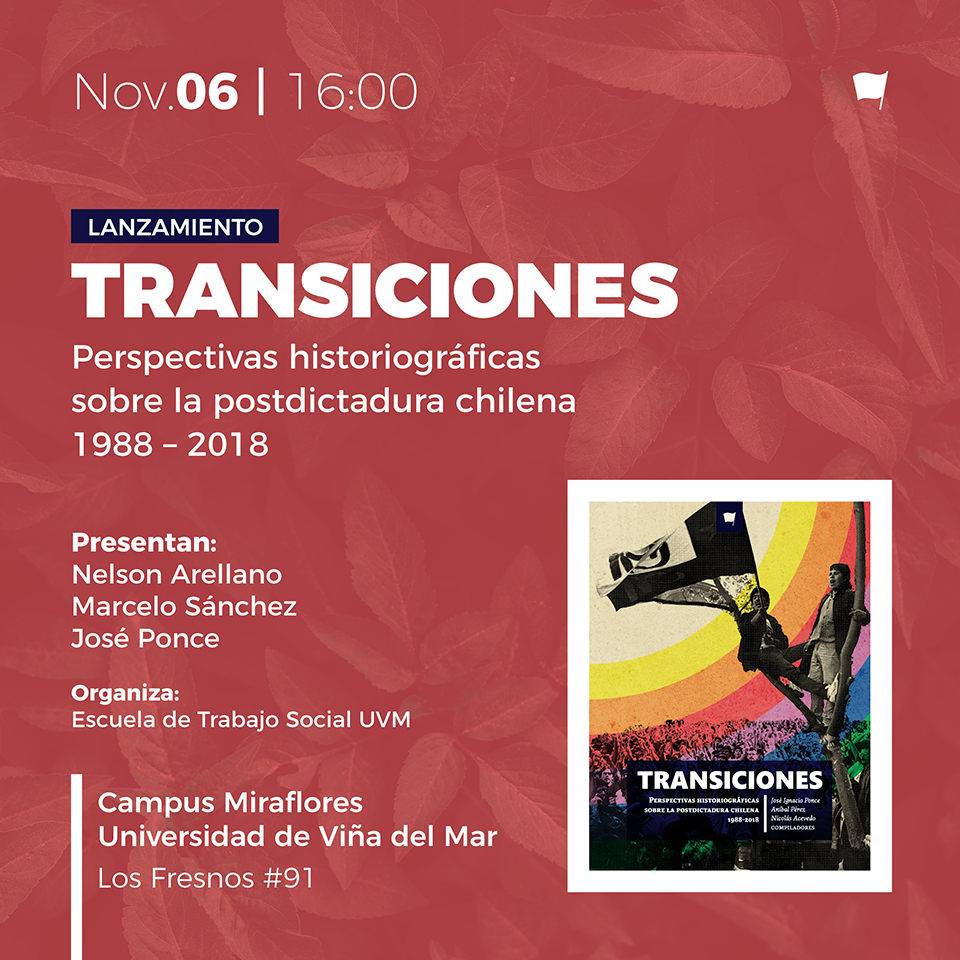 Nov.06 | 16:00
LANZAMIENTO
TRANSICIONES
Perspectivas historiográficas
sobre la postdictadura chilena
1988 – 2018
Presentan:
Nelson Arellano
Marcelo Sánchez
José Ponce
Organiza:
Escuela de Trabajo Social UVM
Campus Miraflores
Universidad de Viña del Mar
Los Fresnos #91
TRANSICIONES
Perspectivas historiográficas
sobre la postdictadura chilena
1988-2018
José Ignacio Ponce
Aníbal Pérez
Nicolás Acevedo
compiladores